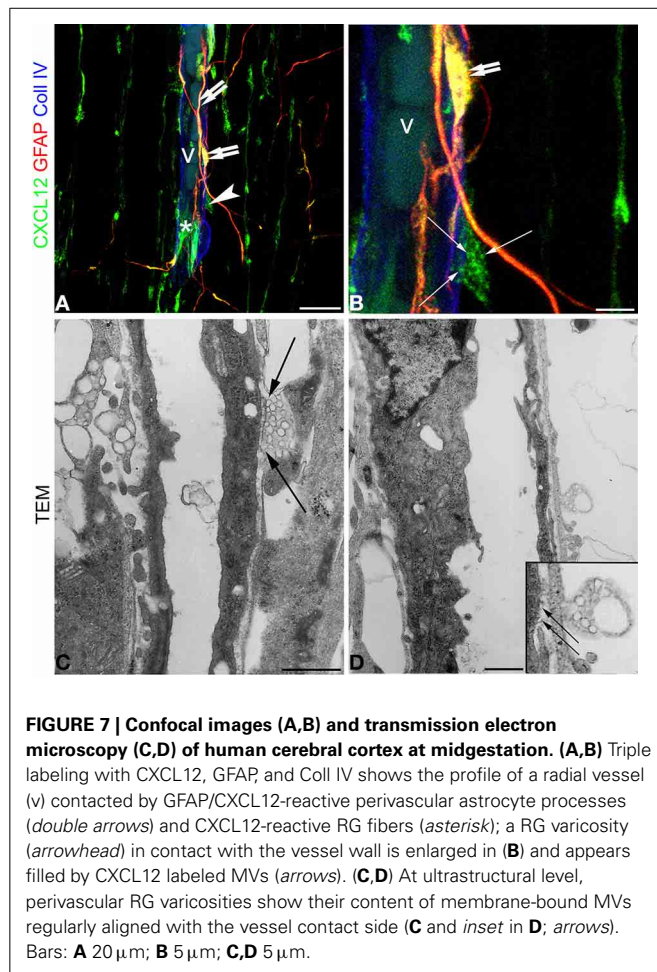 CXCL12 GFAP Coll IV
V
*
A
V
B
TEM
C
D
FIGURE 7 | Confocal images (A,B) and transmission electron
microscopy (C,D) of human cerebral cortex at midgestation. (A,B) Triple
labeling with CXCL12, GFAP, and Coll IV shows the profile of a radial vessel
(v) contacted by GFAP/CXCL12-reactive perivascular astrocyte processes
(double arrows) and CXCL12-reactive RG fibers (asterisk); a RG varicosity
(arrowhead) in contact with the vessel wall is enlarged in (B) and appears
filled by CXCL12 labeled MVs (arrows). (C,D) At ultrastructural level,
perivascular RG varicosities show their content of membrane-bound MVs
regularly aligned with the vessel contact side (C and inset in D; arrows).
Bars: A 20 μm; B 5 μm; C,D 5 μm.